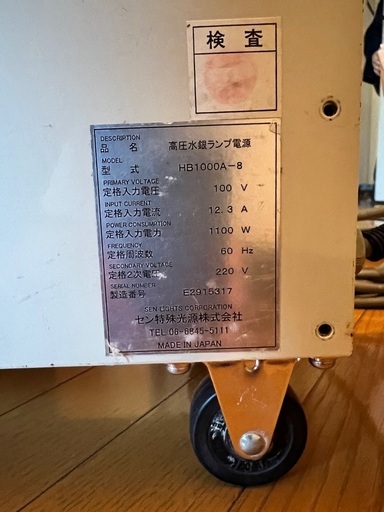 検査
DESCRIPTION
品名 高圧水銀ランプ電源
MODEL
型式 HB1000A-8
PRIMARY VOLTAGE
定格入力電圧 100 V
INPUT CURRENT
定格入力電流 12.3 A
POWER CONSUMPTION
定格入力電力 1100 W
FREQUENCY
定格周波数 60 Hz
SECONDARY VOLTAGE
定格2次電圧 220 V
SERIAL NUMBER
製造番号 E2915317
SEN LIGHTS CORPORATION
セン特殊光源株式会社
TEL 06-6845-5111
MADE IN JAPAN